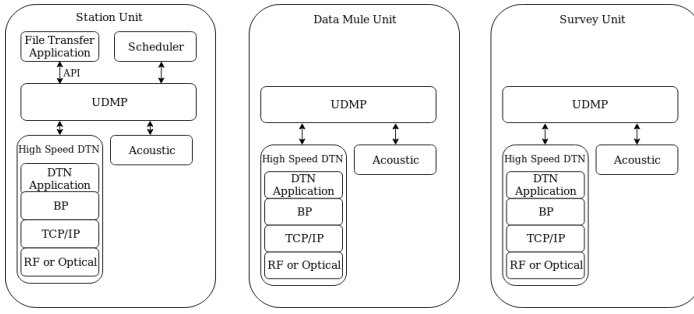 Station Unit
File Transfer
Application
Scheduler
API
UDMP
High Speed DTN
Acoustic
DTN
Application
BP
TCP/IP
RF or Optical
Data Mule Unit
UDMP
High Speed DTN
Acoustic
DTN
Application
BP
TCP/IP
RF or Optical
Survey Unit
UDMP
High Speed DTN
Acoustic
DTN
Application
BP
TCP/IP
RF or Optical